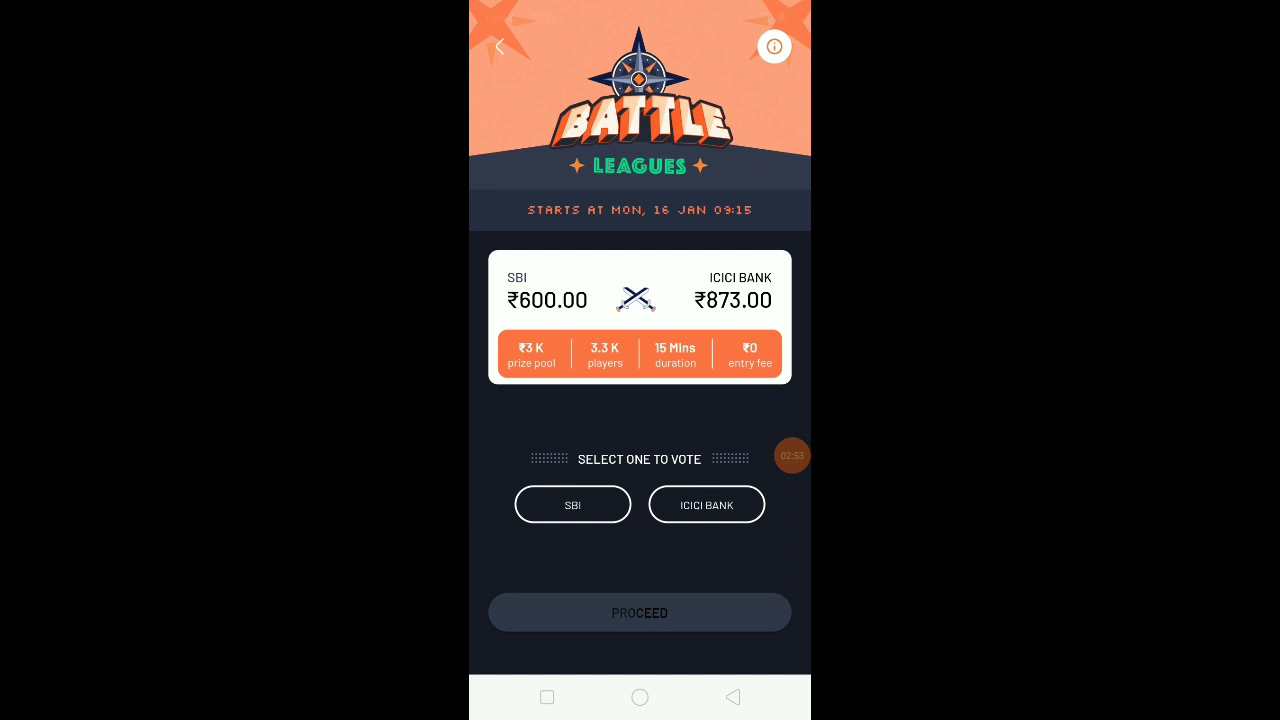 BATTLE
LEAGUES
STARTS AT MON, 16 JAN 09:15
SBI ICICI BANK
₹600.00 ₹873.00
₹3 K 3.3 K 15 Mins ₹0
prize pool players duration entry fee
SELECT ONE TO VOTE
02:53
SBI ICICI BANK
PROCEED